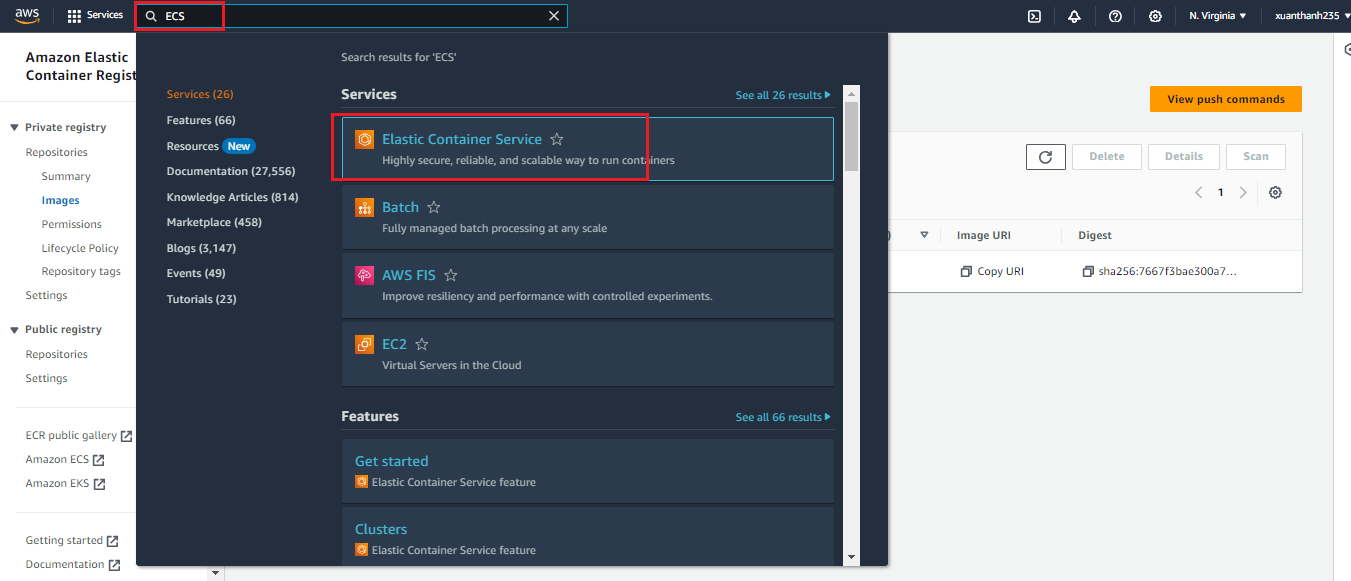 aws
Services
ECS
N. Virginia
xuanthanh235
Amazon Elastic
Container Regist
Private registry
Repositories
Summary
Images
Permissions
Lifecycle Policy
Repository tags
Settings
Public registry
Repositories
Settings
ECR public gallery
Amazon ECS
Amazon EKS
Getting started
Documentation
Search results for 'ECS'
Services (26)
Features (66)
Resources New
Documentation (27,556)
Knowledge Articles (814)
Marketplace (458)
Blogs (3,147)
Events (49)
Tutorials (23)
Services
See all 26 results
Elastic Container Service
Highly secure, reliable, and scalable way to run containers
Batch
Fully managed batch processing at any scale
AWS FIS
Improve resiliency and performance with controlled experiments.
EC2
Virtual Servers in the Cloud
Features
See all 66 results
Get started
Elastic Container Service feature
Clusters
Elastic Container Service feature
View push commands
Delete
Details
Scan
1
)
Image URI
Digest
Copy URI
sha256:7667f3bae300a7...